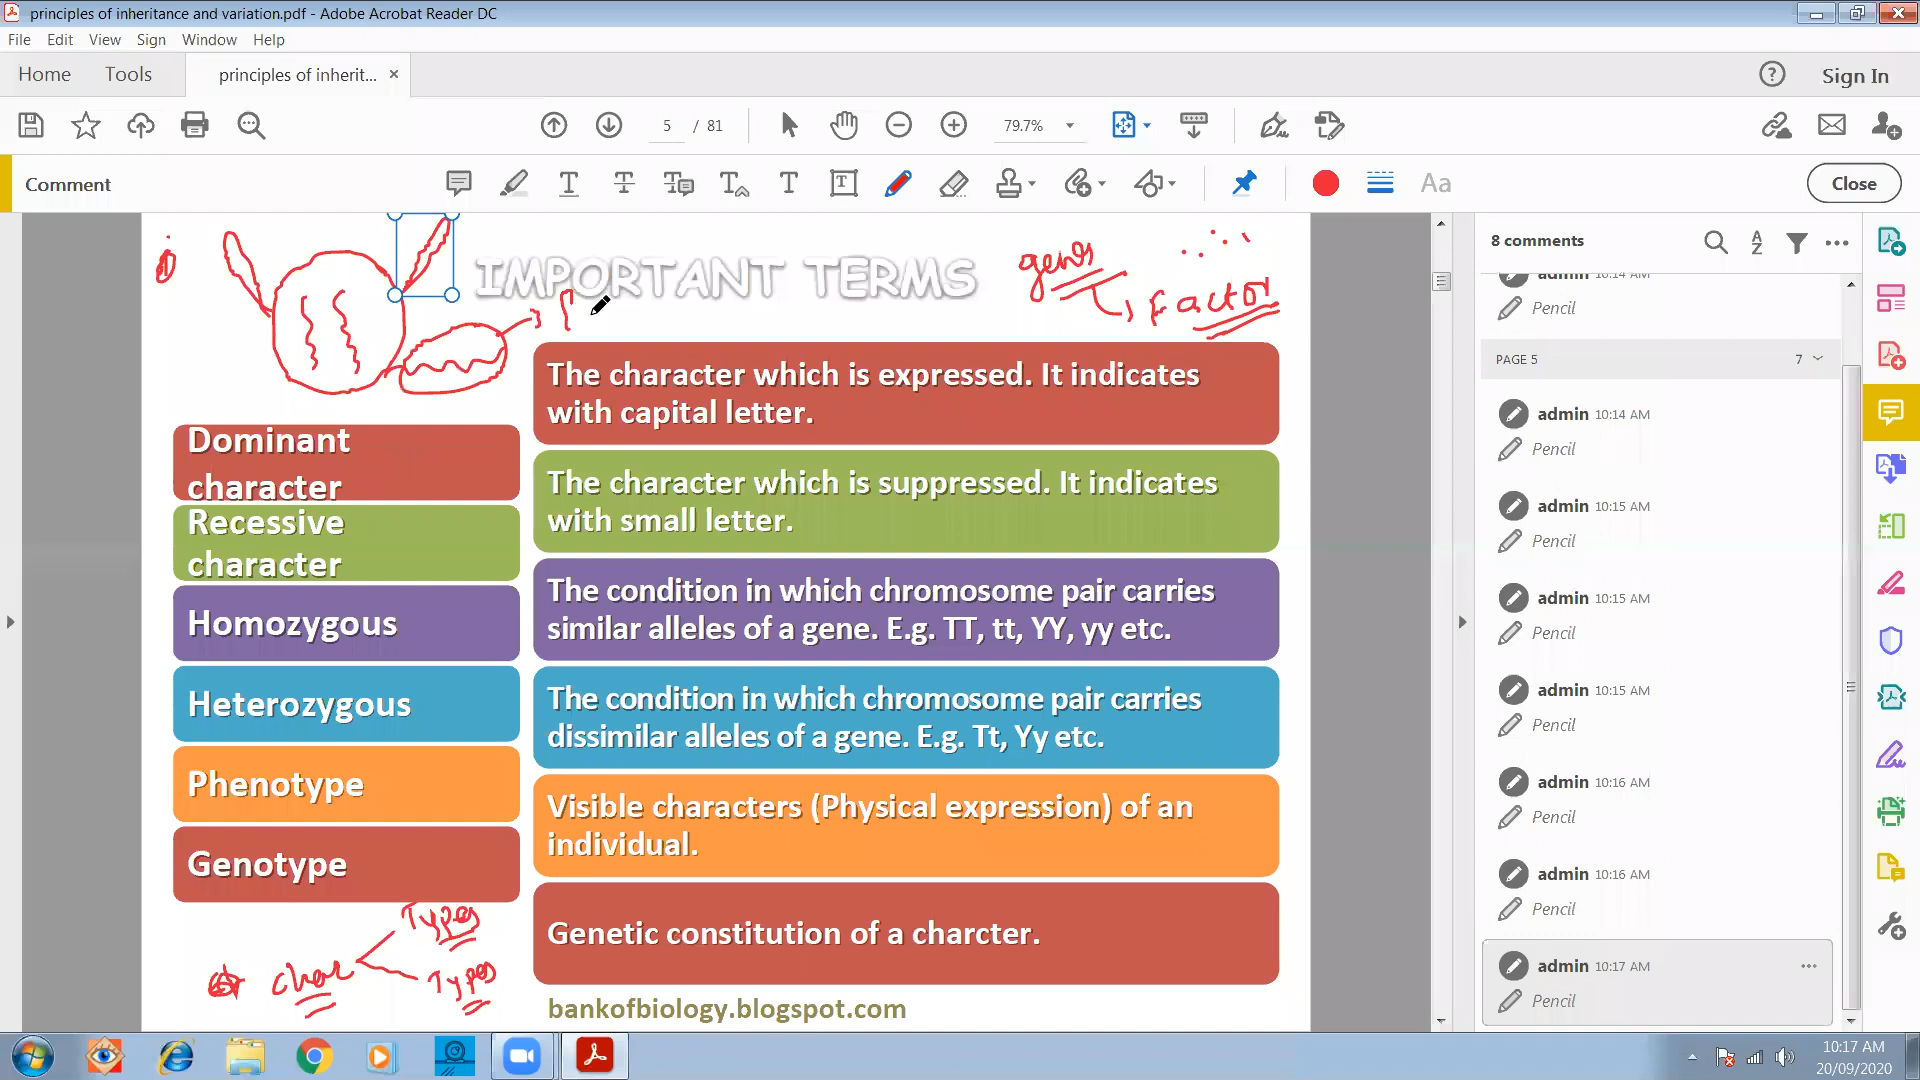 principles of inheritance and variation.pdf - Adobe Acrobat Reader DC
File Edit View Sign Window Help
Home Tools principles of inherit... × Sign In
5 / 81 79.7%
Comment Aa Close
genes
IMPORTANT TERMS
Factor
The character which is expressed. It indicates
with capital letter.
Dominant
character
The character which is suppressed. It indicates
with small letter.
Recessive
character
The condition in which chromosome pair carries
similar alleles of a gene. E.g. TT, tt, YY, yy etc.
Homozygous
The condition in which chromosome pair carries
dissimilar alleles of a gene. E.g. Tt, Yy etc.
Heterozygous
Visible characters (Physical expression) of an
individual.
Phenotype
Genetic constitution of a charcter.
Genotype
Types
char
Types
bankofbiology.blogspot.com
8 comments
admin 10:14 AM
Pencil
PAGE 5 7
admin 10:14 AM
Pencil
admin 10:15 AM
Pencil
admin 10:15 AM
Pencil
admin 10:15 AM
Pencil
admin 10:16 AM
Pencil
admin 10:16 AM
Pencil
admin 10:17 AM
Pencil
10:17 AM
20/09/2020